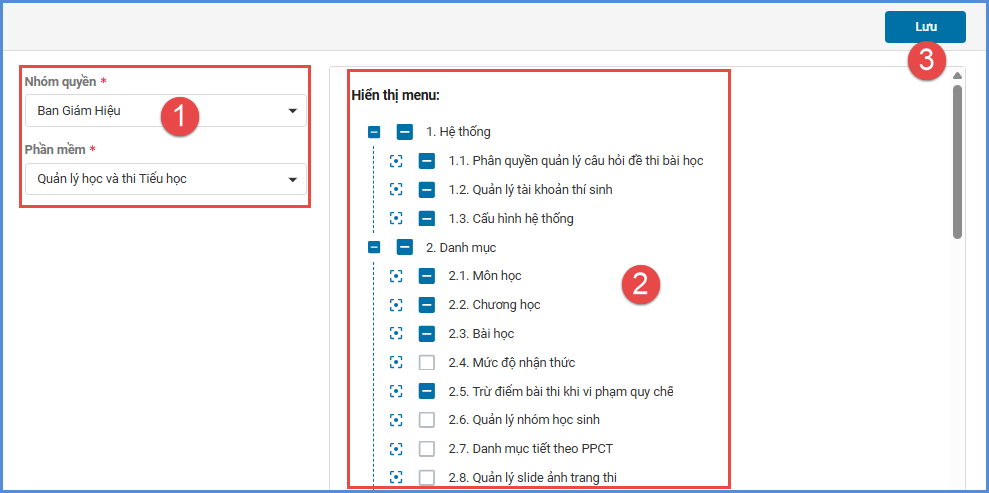 Lưu
3
Nhóm quyền *
Ban Giám Hiệu
1
Phần mềm *
Quản lý học và thi Tiểu học
Hiển thị menu:
1. Hệ thống
1.1. Phân quyền quản lý câu hỏi đề thi bài học
1.2. Quản lý tài khoản thí sinh
1.3. Cấu hình hệ thống
2. Danh mục
2.1. Môn học
2
2.2. Chương học
2.3. Bài học
2.4. Mức độ nhận thức
2.5. Trừ điểm bài thi khi vi phạm quy chế
2.6. Quản lý nhóm học sinh
2.7. Danh mục tiết theo PPCT
2.8. Quản lý slide ảnh trang thi